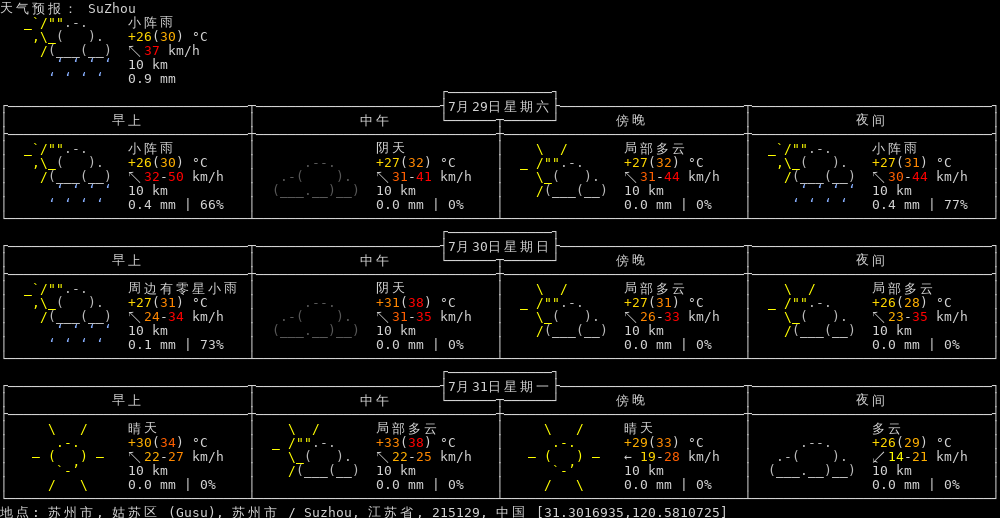 天气预报: SuZhou
小阵雨
+26(30) °C
↖ 37 km/h
10 km
0.9 mm
7月29日星期六
早上 中午 傍晚 夜间
小阵雨 阴天 局部多云 小阵雨
+26(30) °C +27(32) °C +27(32) °C +27(31) °C
↖ 32-50 km/h ↖ 31-41 km/h ↖ 31-44 km/h ↖ 30-44 km/h
10 km 10 km 10 km 10 km
0.4 mm | 66% 0.0 mm | 0% 0.0 mm | 0% 0.4 mm | 77%
7月30日星期日
早上 中午 傍晚 夜间
周边有零星小雨 阴天 局部多云 局部多云
+27(31) °C +31(38) °C +27(31) °C +26(28) °C
↖ 24-34 km/h ↖ 31-35 km/h ↖ 26-33 km/h ↖ 23-35 km/h
10 km 10 km 10 km 10 km
0.1 mm | 73% 0.0 mm | 0% 0.0 mm | 0% 0.0 mm | 0%
7月31日星期一
早上 中午 傍晚 夜间
晴天 局部多云 晴天 多云
+30(34) °C +33(38) °C +29(33) °C +26(29) °C
↖ 22-27 km/h ↖ 22-25 km/h ← 19-28 km/h ↙ 14-21 km/h
10 km 10 km 10 km 10 km
0.0 mm | 0% 0.0 mm | 0% 0.0 mm | 0% 0.0 mm | 0%
地点: 苏州市, 姑苏区 (Gusu), 苏州市 / Suzhou, 江苏省, 215129, 中国 [31.3016935,120.5810725]